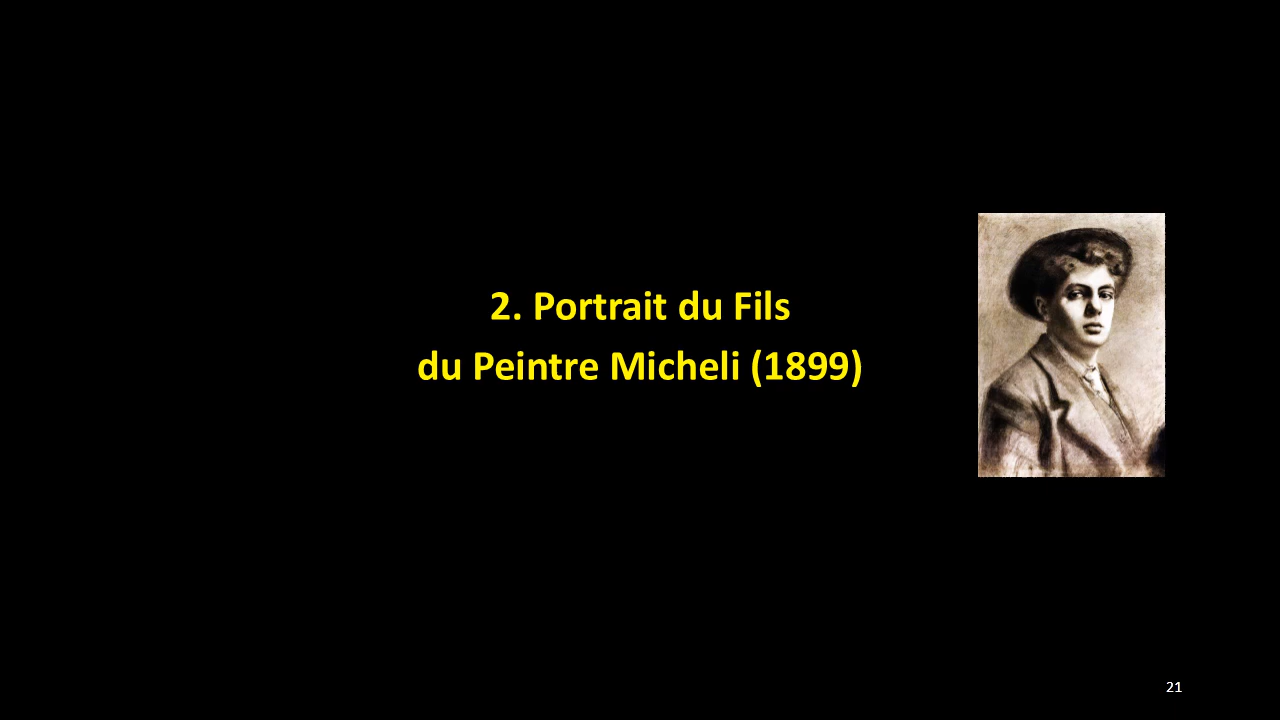 2. Portrait du Fils
du Peintre Micheli (1899)
21